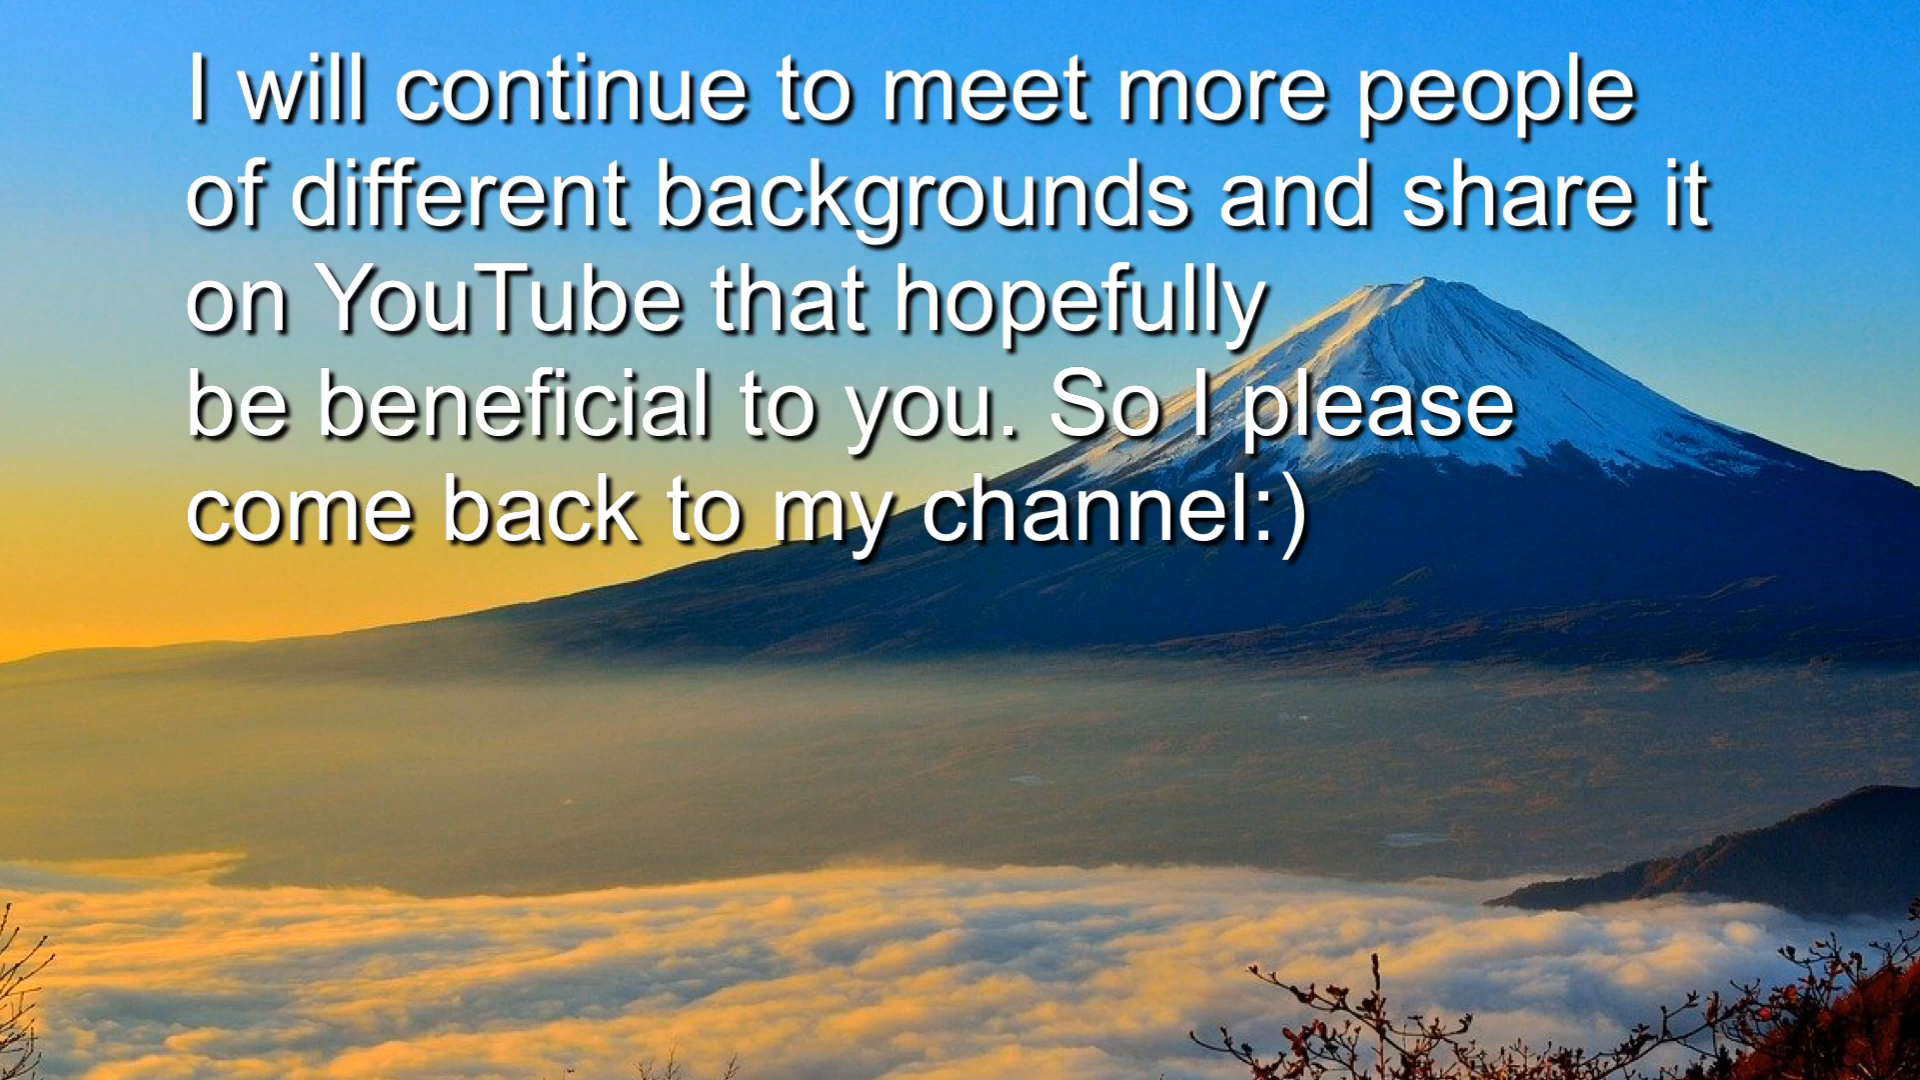 I will continue to meet more people
of different backgrounds and share it
on YouTube that hopefully
be beneficial to you. So I please
come back to my channel:)